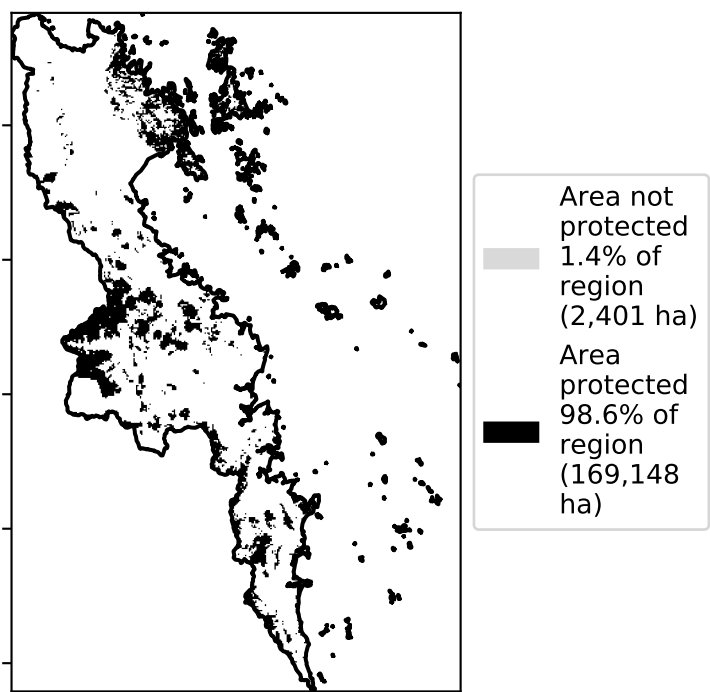 Area not
protected
1.4% of
region
(2,401 ha)
Area
protected
98.6% of
region
(169,148
ha)